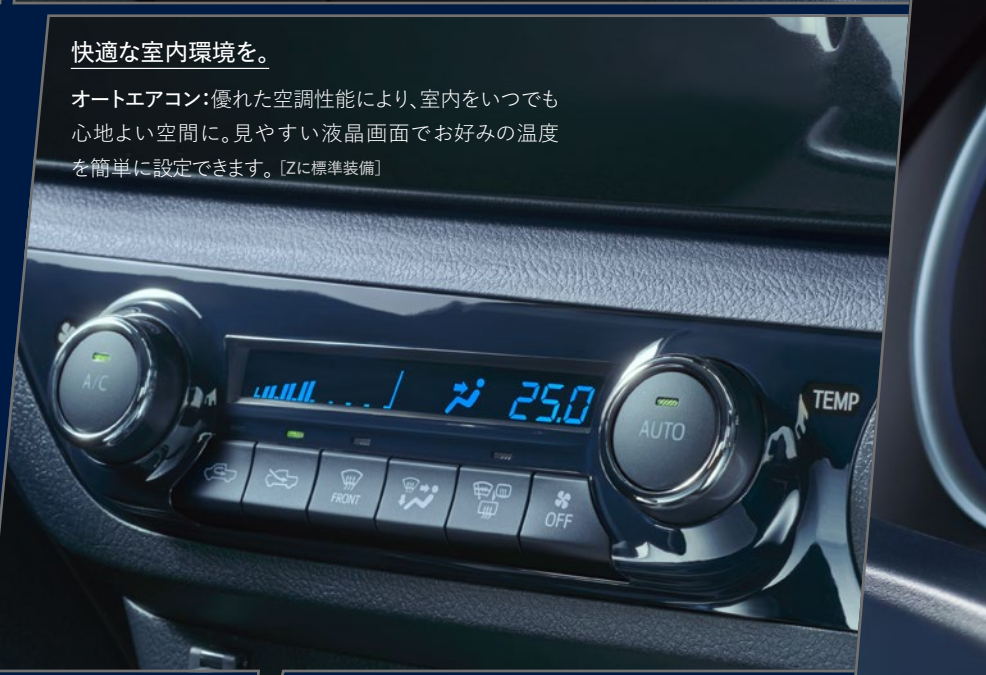 快適な室内環境を。
オートエアコン：優れた空調性能により、室内をいつでも
心地よい空間に。見やすい液晶画面でお好みの温度
を簡単に設定できます。［Zに標準装備］
A/C
25.0
AUTO
TEMP
FRONT
OFF